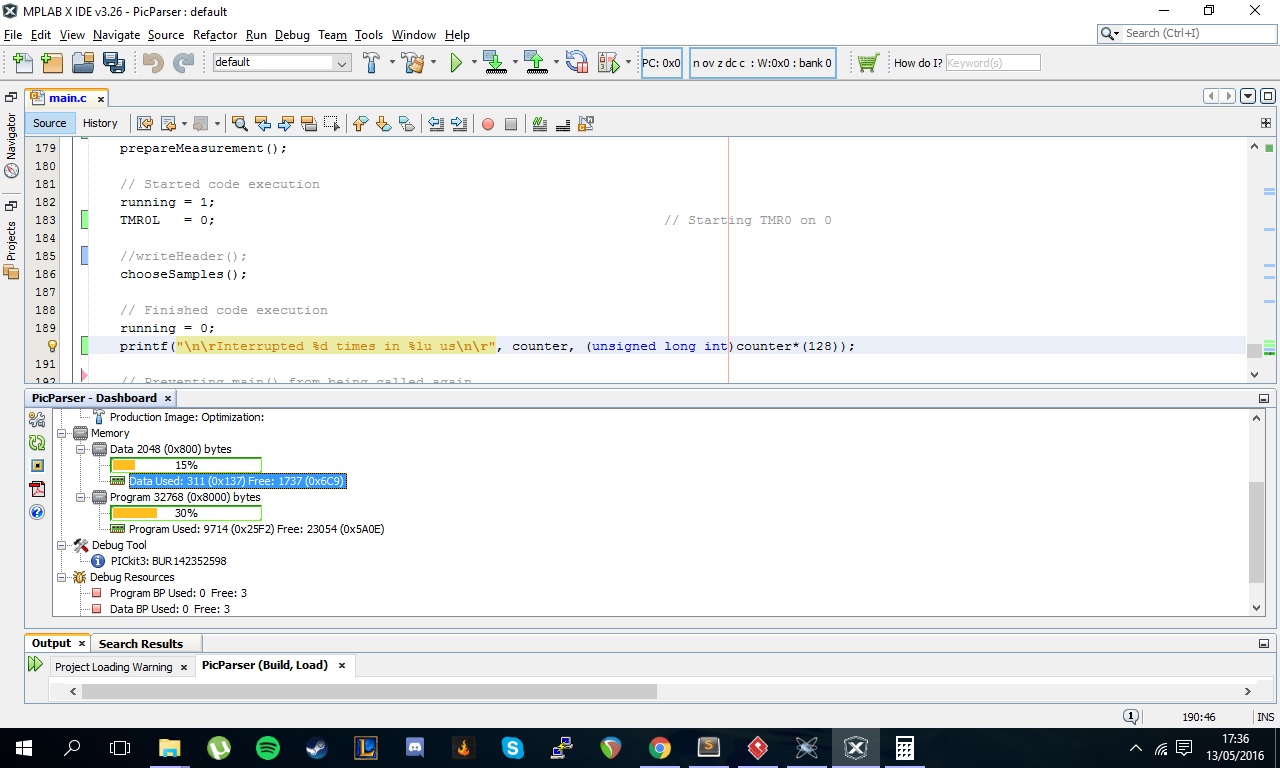 MPLAB X IDE v3.26 - PicParser : default
File Edit View Navigate Source Refactor Run Debug Team Tools Window Help
Search (Ctrl+I)
default
PC: 0x0
n ov z dc c : W:0x0 : bank 0
How do I? Keyword(s)
main.c
Source History
Navigator
Projects
179 prepareMeasurement();
180
181 // Started code execution
182 running = 1;
183 TMR0L = 0; // Starting TMR0 on 0
184
185 //writeHeader();
186 chooseSamples();
187
188 // Finished code execution
189 running = 0;
printf("\n\rInterrupted %d times in %lu us\n\r", counter, (unsigned long int)counter*(128));
191
192 // Preventing main() from being called again
PicParser - Dashboard
Production Image: Optimization:
Memory
Data 2048 (0x800) bytes
15%
Data Used: 311 (0x137) Free: 1737 (0x6C9)
Program 32768 (0x8000) bytes
30%
Program Used: 9714 (0x25F2) Free: 23054 (0x5A0E)
Debug Tool
PICkit3: BUR142352598
Debug Resources
Program BP Used: 0 Free: 3
Data BP Used: 0 Free: 3
Output Search Results
Project Loading Warning PicParser (Build, Load)
1 190:46 INS
17:36
13/05/2016